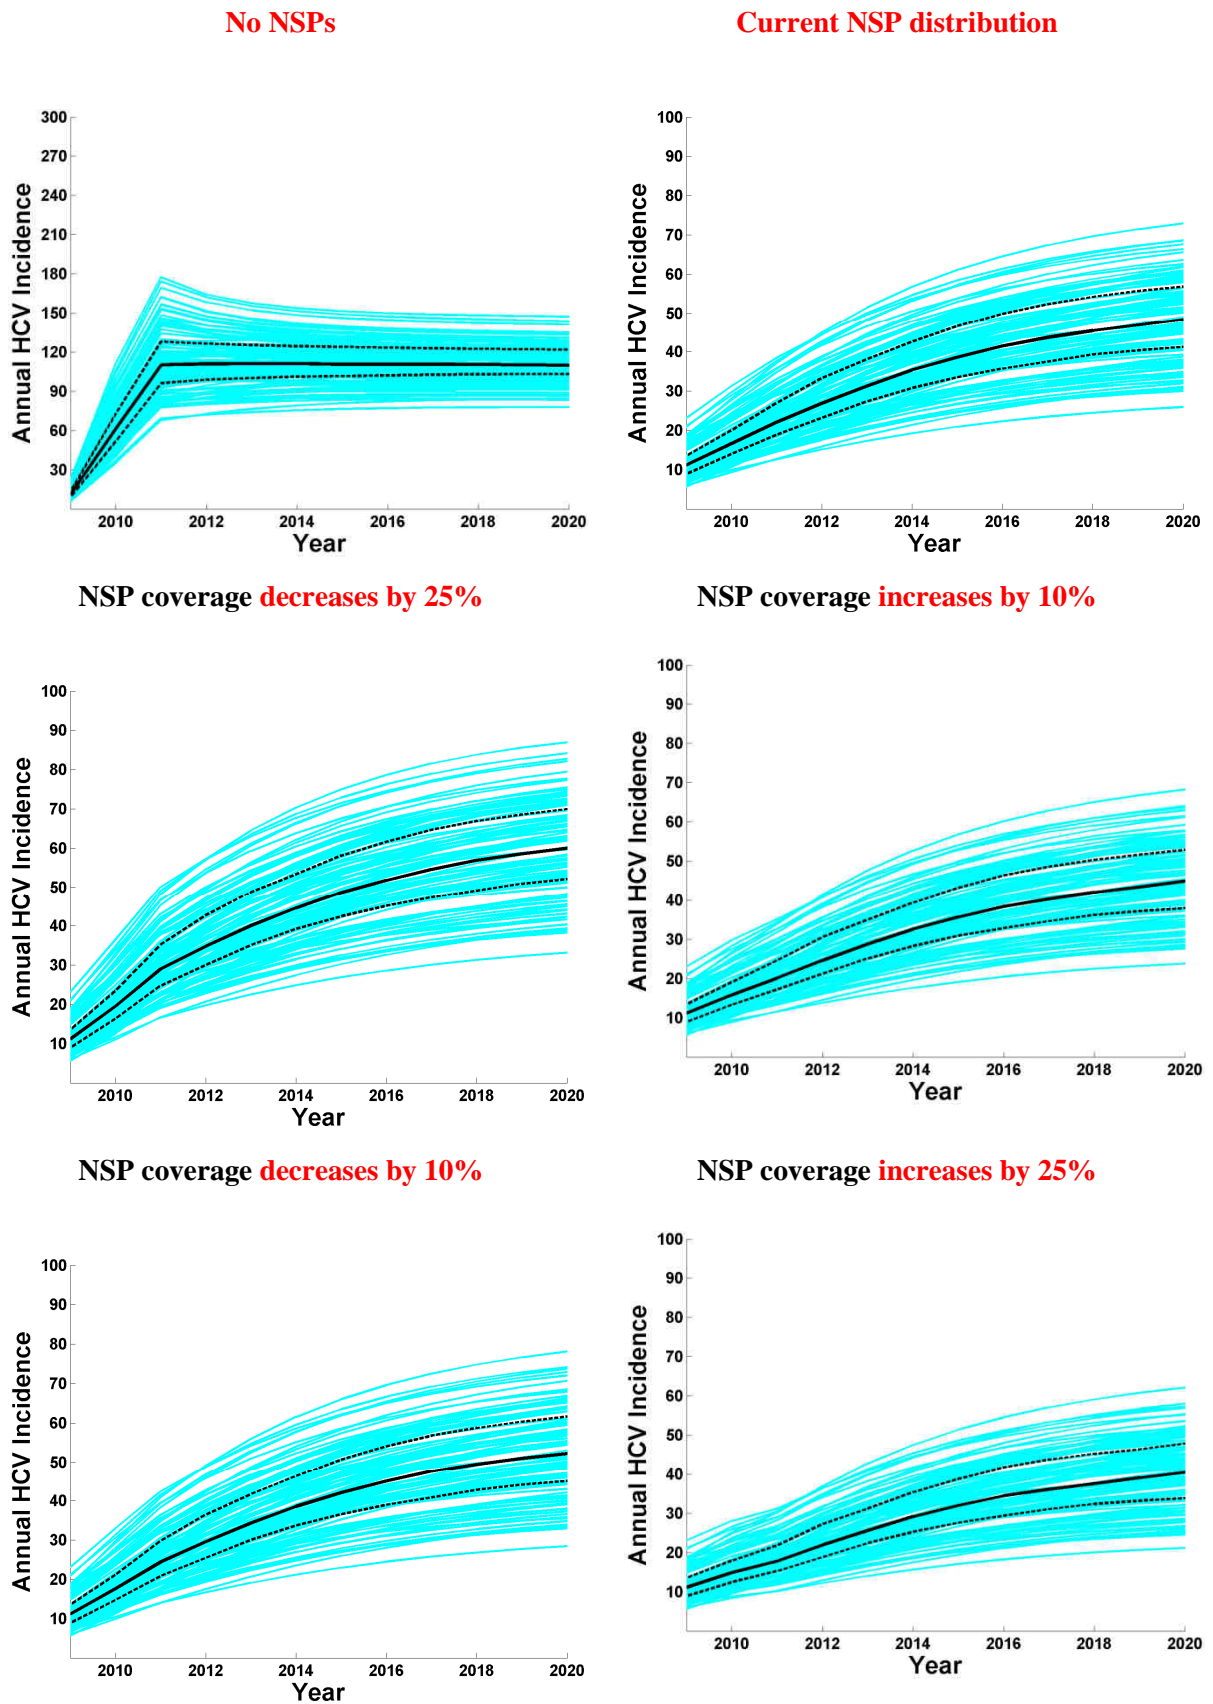 No NSPs
Current NSP distribution
300
270
240
210
180
150
120
90
60
30
Annual HCV Incidence
2010 2012 2014 2016 2018 2020
Year
100
90
80
70
60
50
40
30
20
10
Annual HCV Incidence
2010 2012 2014 2016 2018 2020
Year
NSP coverage decreases by 25%
NSP coverage increases by 10%
100
90
80
70
60
50
40
30
20
10
Annual HCV Incidence
2010 2012 2014 2016 2018 2020
Year
100
90
80
70
60
50
40
30
20
10
Annual HCV Incidence
2010 2012 2014 2016 2018 2020
Year
NSP coverage decreases by 10%
NSP coverage increases by 25%
100
90
80
70
60
50
40
30
20
10
Annual HCV Incidence
2010 2012 2014 2016 2018 2020
Year
100
90
80
70
60
50
40
30
20
10
Annual HCV Incidence
2010 2012 2014 2016 2018 2020
Year